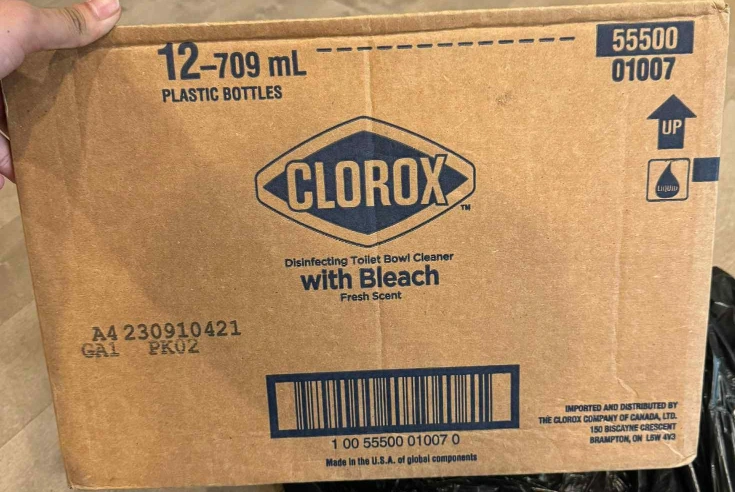 12–709 mL
PLASTIC BOTTLES
55500
01007
UP
LIQUID
CLOROX™
Disinfecting Toilet Bowl Cleaner
with Bleach
Fresh Scent
A4 230910421
GA1 PK02
1 00 55500 01007 0
Made in the U.S.A. of global components
IMPORTED AND DISTRIBUTED BY
THE CLOROX COMPANY OF CANADA, LTD.
150 BISCAYNE CRESCENT
BRAMPTON, ON L6W 4V3